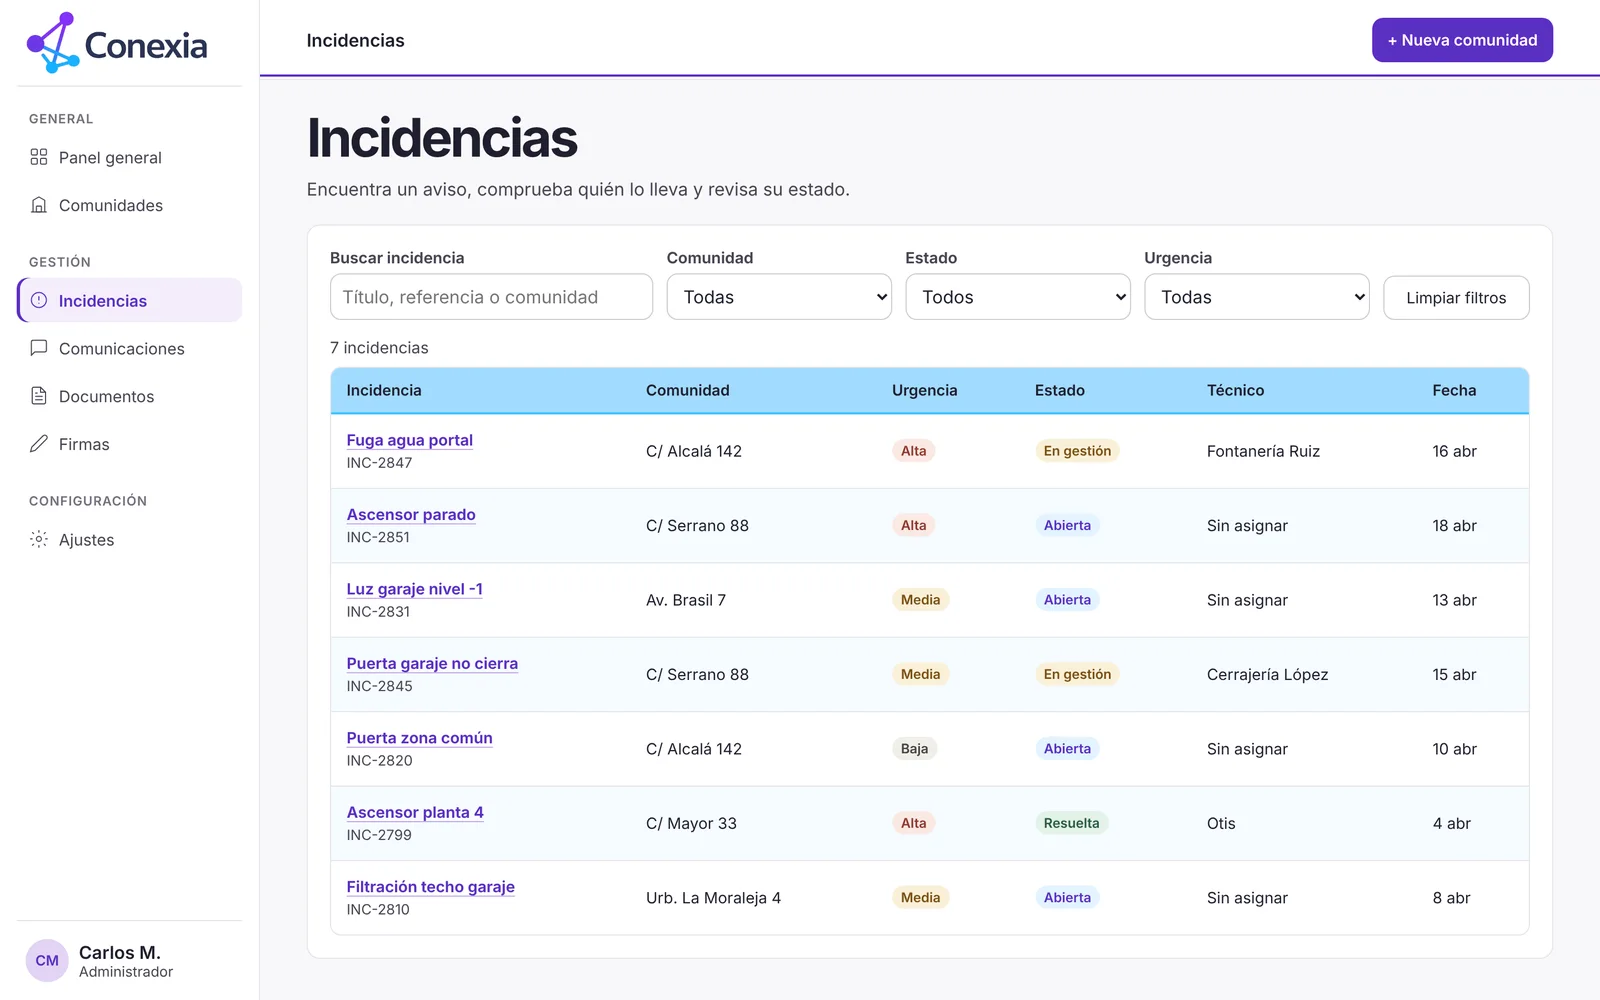 Conexia
GENERAL
Panel general
Comunidades
GESTIÓN
Incidencias
Comunicaciones
Documentos
Firmas
CONFIGURACIÓN
Ajustes
CM
Carlos M.
Administrador
Incidencias
+ Nueva comunidad
Incidencias
Encuentra un aviso, comprueba quién lo lleva y revisa su estado.
Buscar incidencia Comunidad Estado Urgencia
Título, referencia o comunidad Todas Todos Todas Limpiar filtros
7 incidencias
Incidencia Comunidad Urgencia Estado Técnico Fecha
Fuga agua portal
INC-2847
C/ Alcalá 142 Alta En gestión Fontanería Ruiz 16 abr
Ascensor parado
INC-2851
C/ Serrano 88 Alta Abierta Sin asignar 18 abr
Luz garaje nivel -1
INC-2831
Av. Brasil 7 Media Abierta Sin asignar 13 abr
Puerta garaje no cierra
INC-2845
C/ Serrano 88 Media En gestión Cerrajería López 15 abr
Puerta zona común
INC-2820
C/ Alcalá 142 Baja Abierta Sin asignar 10 abr
Ascensor planta 4
INC-2799
C/ Mayor 33 Alta Resuelta Otis 4 abr
Filtración techo garaje
INC-2810
Urb. La Moraleja 4 Media Abierta Sin asignar 8 abr